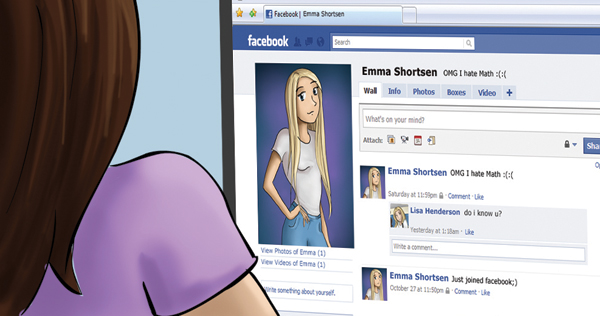 Facebook | Emma Shortsen
facebook
Search
Emma Shortsen OMG I hate Math :(:(
Wall Info Photos Boxes Video +
What's on your mind?
Attach:
Emma Shortsen OMG I hate Math :(:(
Saturday at 11:59pm · Comment · Like
Lisa Henderson do i know u?
Yesterday at 1:18am · Like
Write a comment...
View Photos of Emma (1)
View Videos of Emma (1)
Write something about yourself.
Emma Shortsen Just joined facebook;)
October 27 at 11:50pm · Comment · Like